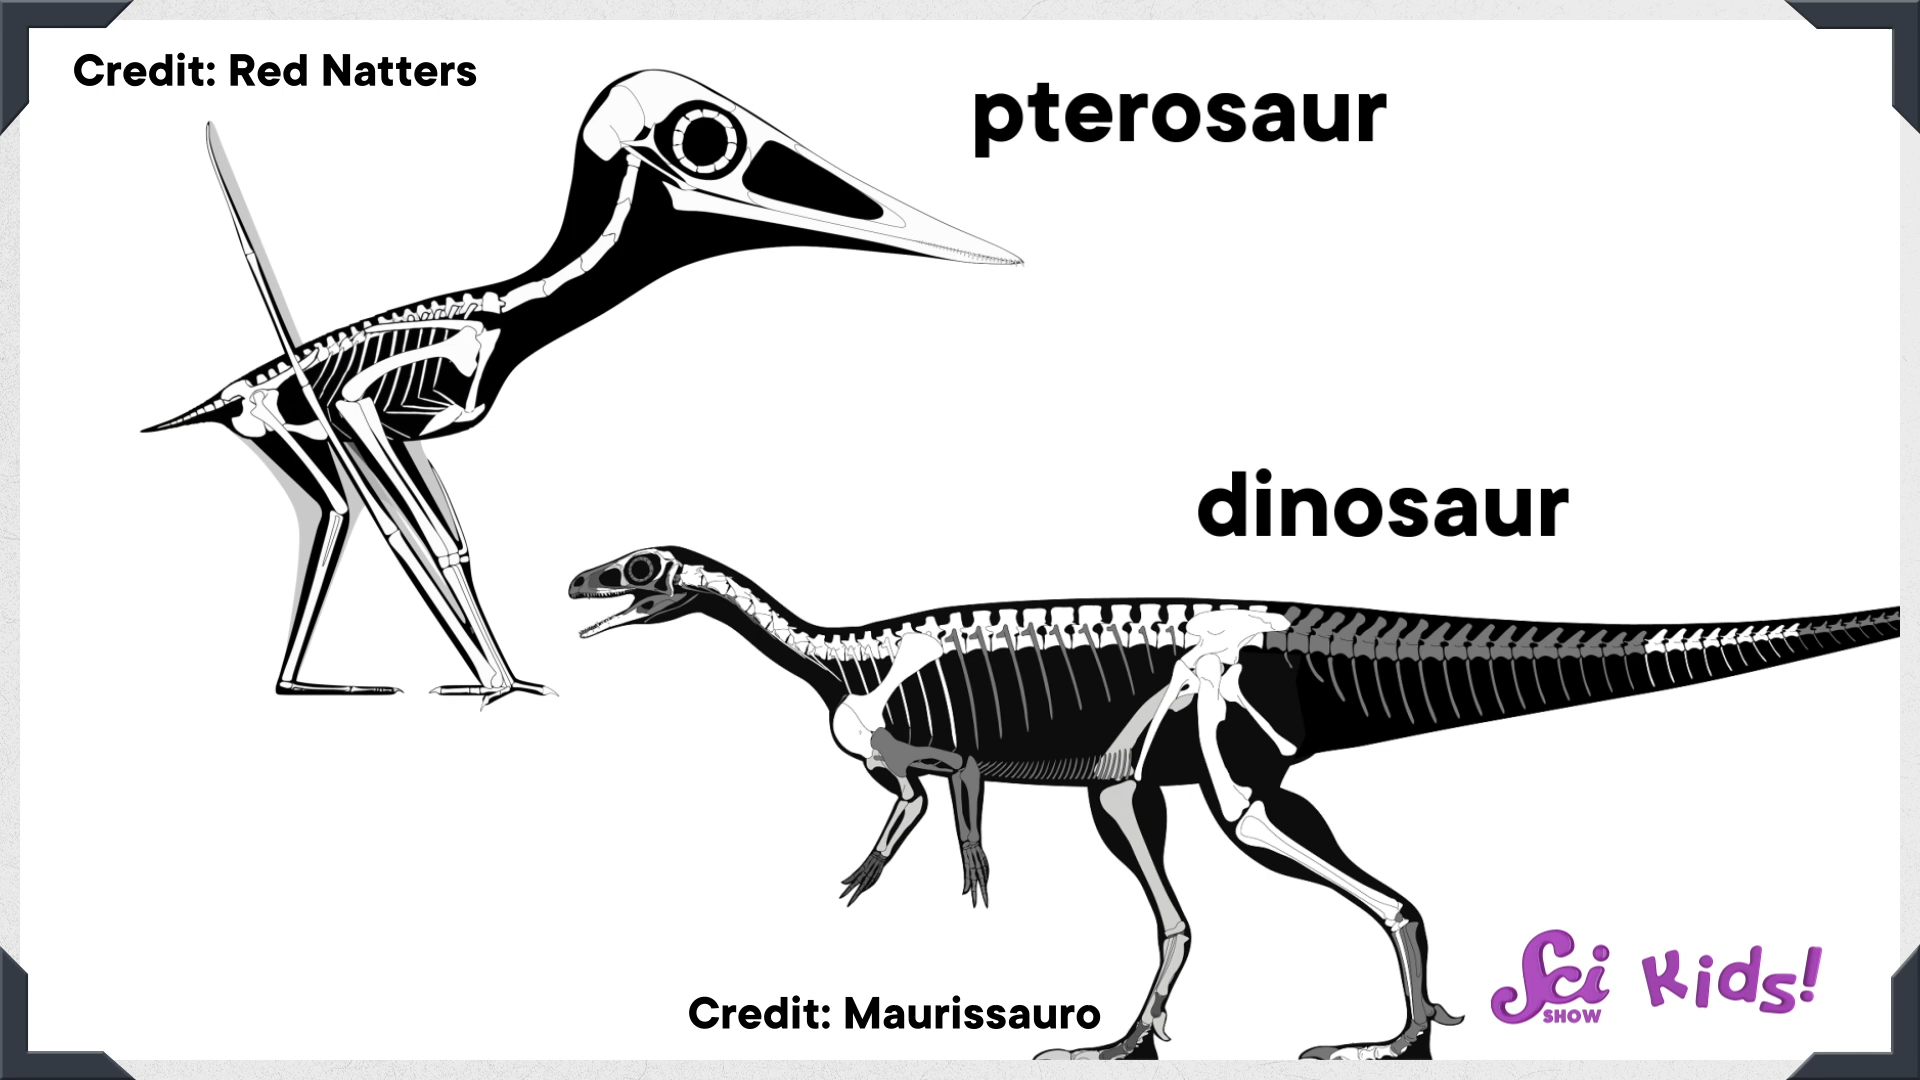 Credit: Red Natters
pterosaur
dinosaur
Credit: Maurissauro
Sci Kids!
SHOW